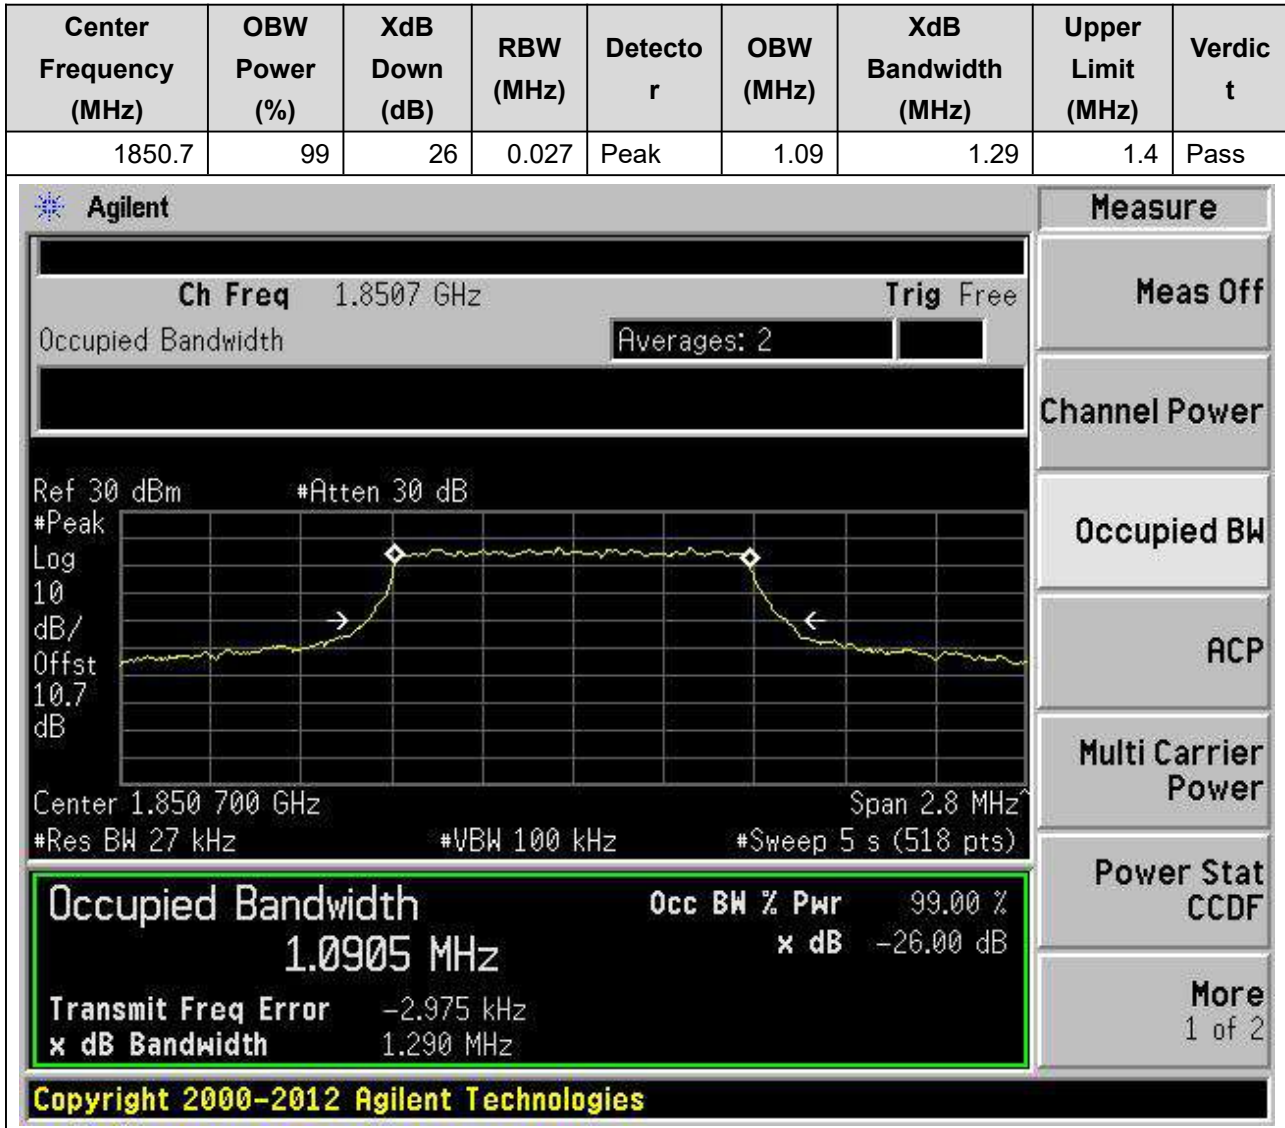 Center Frequency (MHz) OBW Power (%) XdB Down (dB) RBW (MHz) Detecto r OBW (MHz) XdB Bandwidth (MHz) Upper Limit (MHz) Verdic t
1850.7 99 26 0.027 Peak 1.09 1.29 1.4 Pass
Agilent
Measure
Ch Freq 1.8507 GHz Trig Free
Meas Off
Occupied Bandwidth Averages: 2
Channel Power
Ref 30 dBm #Atten 30 dB
#Peak
Log
10
dB/
Offst
10.7
dB
Occupied BW
ACP
Multi Carrier
Power
Center 1.850 700 GHz Span 2.8 MHz^
#Res BW 27 kHz #VBW 100 kHz #Sweep 5 s (518 pts)
Power Stat
CCDF
Occupied Bandwidth Occ BW % Pwr 99.00 %
1.0905 MHz x dB -26.00 dB
Transmit Freq Error -2.975 kHz
x dB Bandwidth 1.290 MHz
More
1 of 2
Copyright 2000-2012 Agilent Technologies